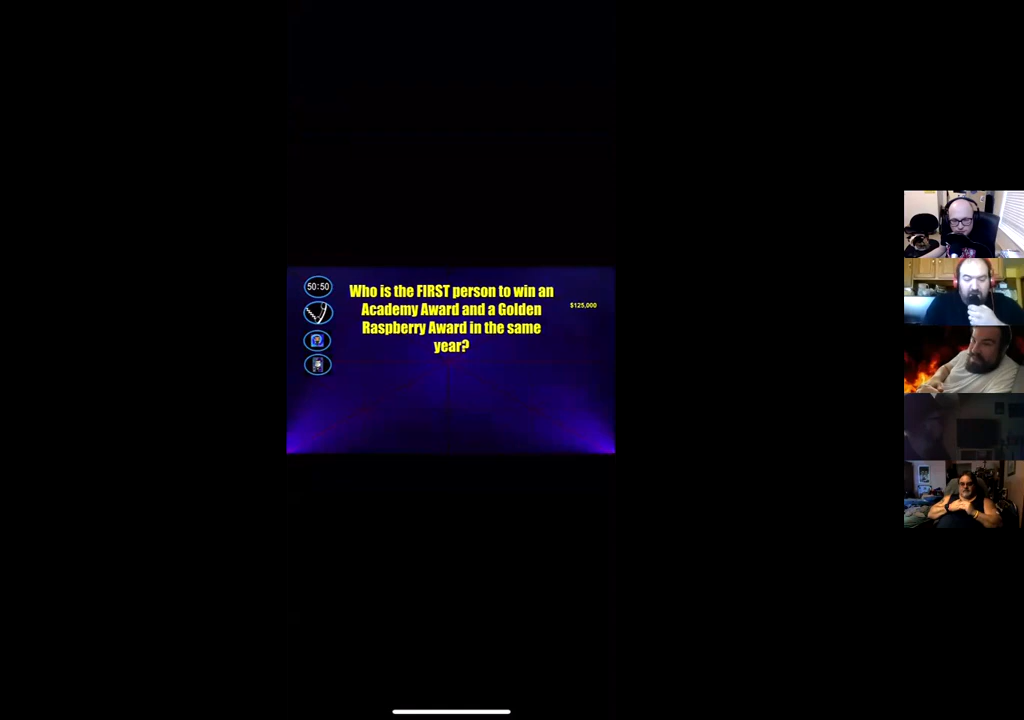 50:50
Who is the FIRST person to win an
Academy Award and a Golden
Raspberry Award in the same
year?
$125,000